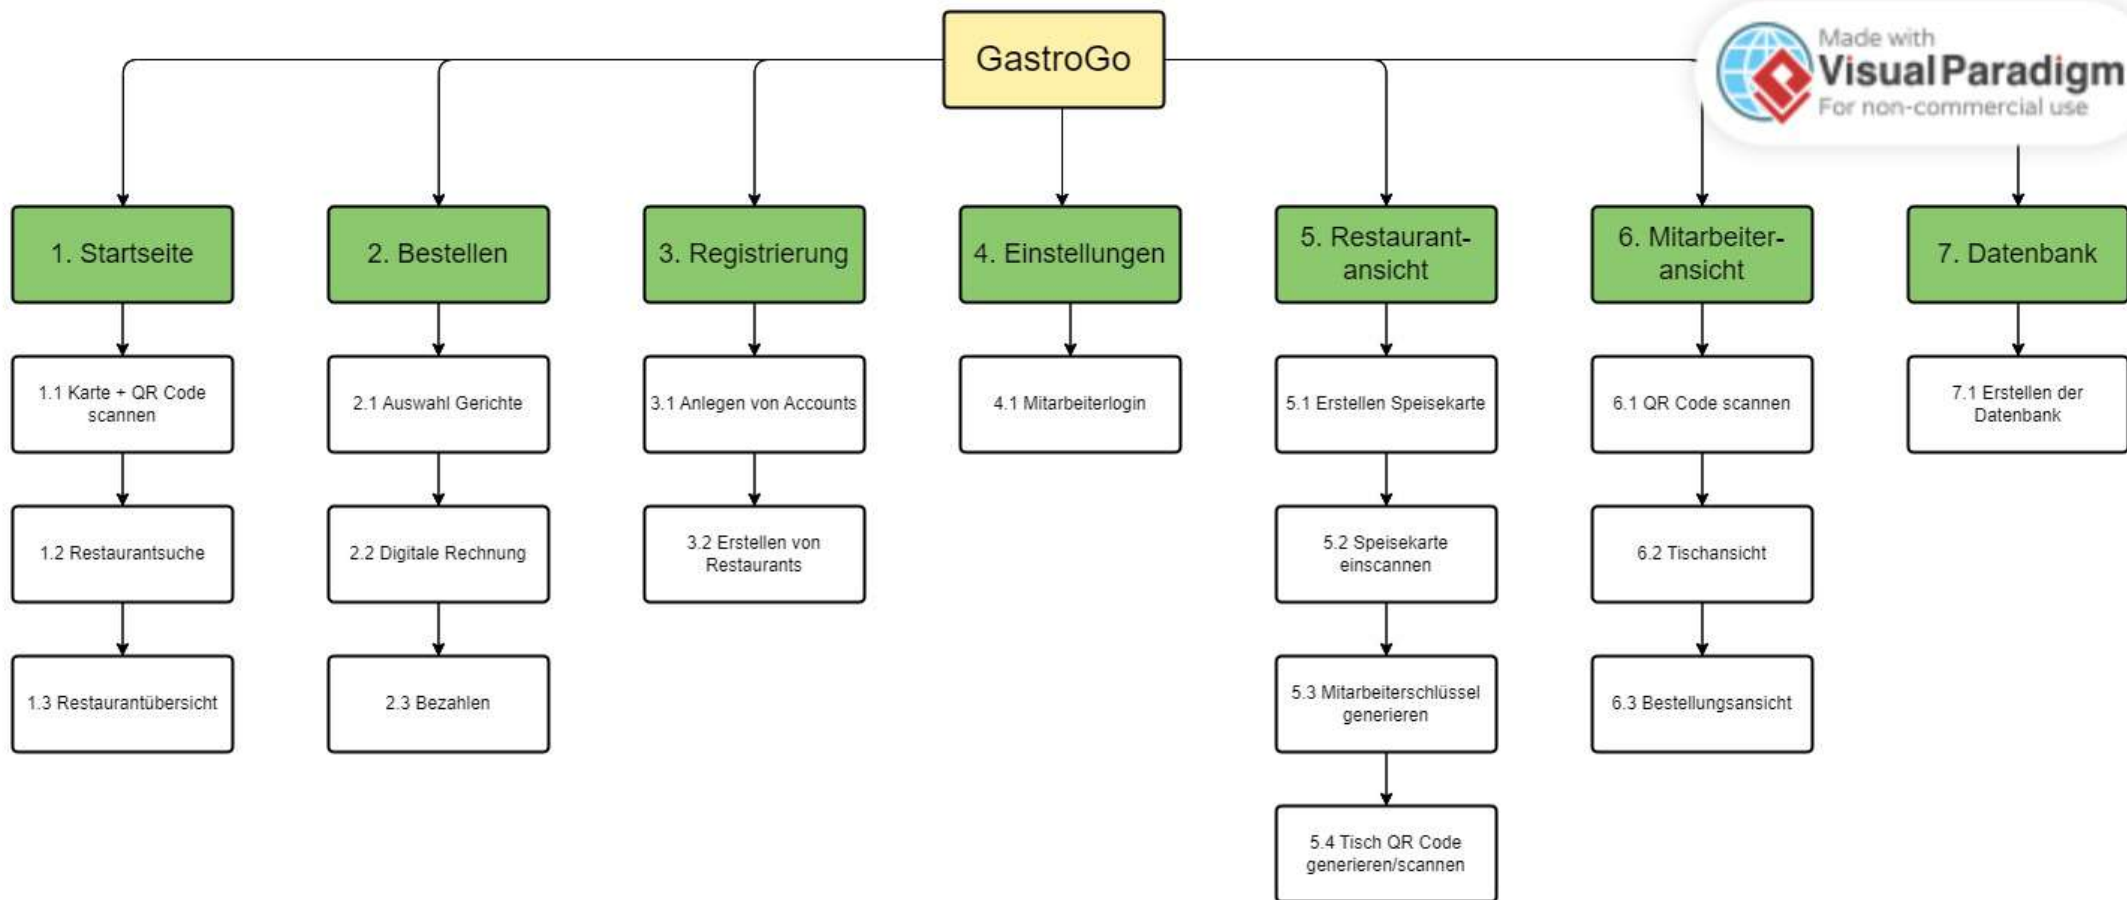 GastroGo
Made with
Visual Paradigm
For non-commercial use
1. Startseite
2. Bestellen
3. Registrierung
4. Einstellungen
5. Restaurant-
ansicht
6. Mitarbeiter-
ansicht
7. Datenbank
1.1 Karte + QR Code
scannen
2.1 Auswahl Gerichte
3.1 Anlegen von Accounts
4.1 Mitarbeiterlogin
5.1 Erstellen Speisekarte
6.1 QR Code scannen
7.1 Erstellen der
Datenbank
1.2 Restaurantsuche
2.2 Digitale Rechnung
3.2 Erstellen von
Restaurants
5.2 Speisekarte
einscannen
6.2 Tischansicht
1.3 Restaurantübersicht
2.3 Bezahlen
5.3 Mitarbeiterschlüssel
generieren
6.3 Bestellungsansicht
5.4 Tisch QR Code
generieren/scannen